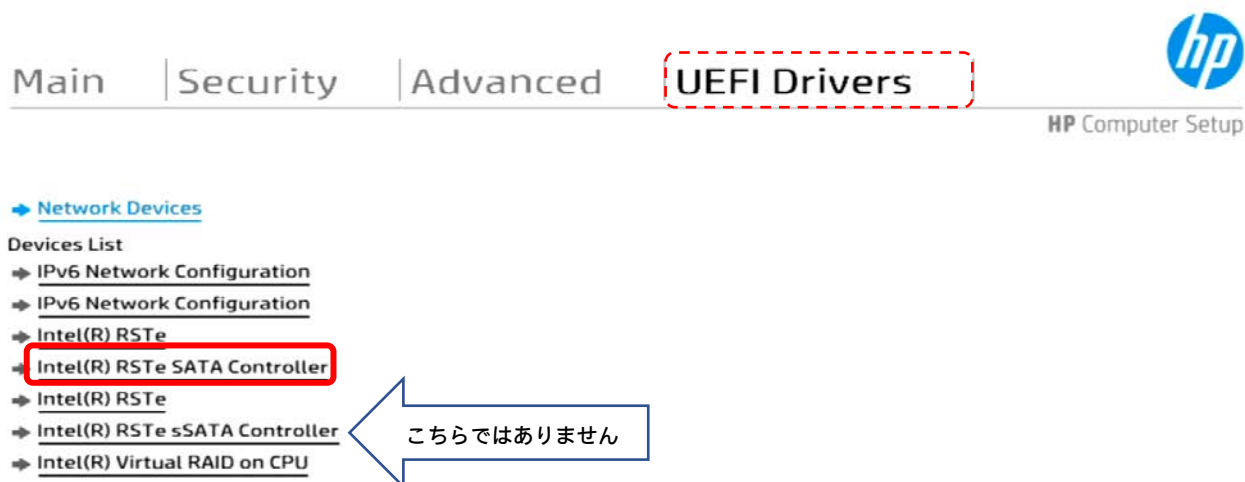 hp
Main Security Advanced UEFI Drivers
HP Computer Setup
Network Devices
Devices List
IPv6 Network Configuration
IPv6 Network Configuration
Intel(R) RSTe
Intel(R) RSTe SATA Controller
Intel(R) RSTe
Intel(R) RSTe sSATA Controller
こちらではありません
Intel(R) Virtual RAID on CPU